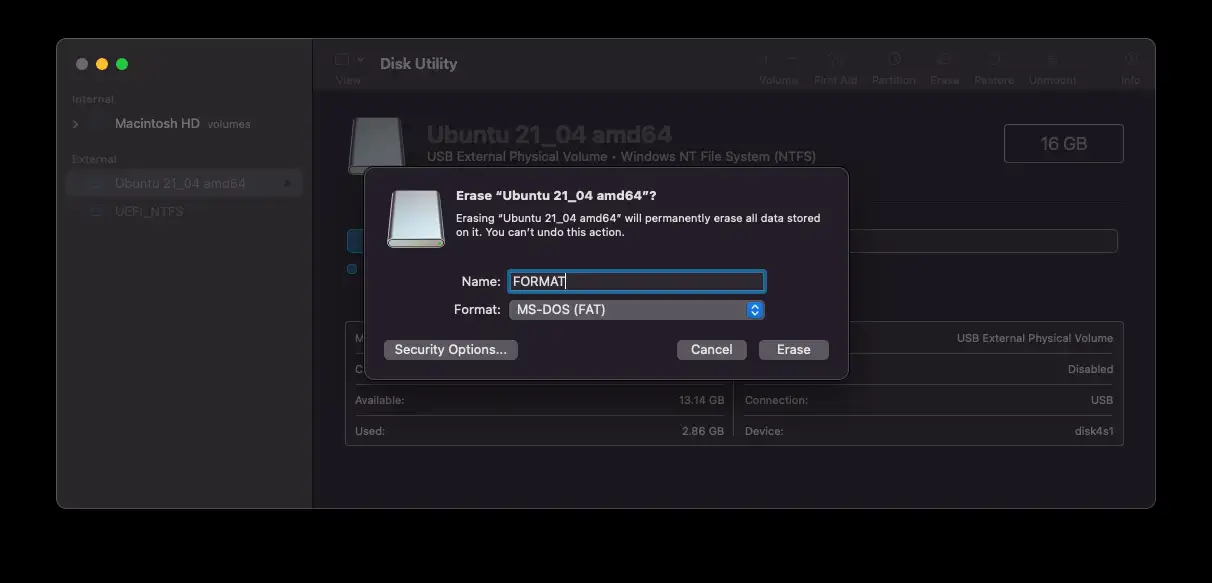 Disk Utility
View
Volume
First Aid
Partition
Erase
Restore
Unmount
Info
Internal
Macintosh HD volumes
External
Ubuntu 21_04 amd64
UEFI_NTFS
Ubuntu 21_04 amd64
USB External Physical Volume • Windows NT File System (NTFS)
16 GB
Erase “Ubuntu 21_04 amd64”?
Erasing “Ubuntu 21_04 amd64” will permanently erase all data stored
on it. You can’t undo this action.
Name: FORMAT
Format: MS-DOS (FAT)
Security Options...
Cancel
Erase
M
USB External Physical Volume
C
Disabled
Available: 13.14 GB
Connection: USB
Used: 2.86 GB
Device: disk4s1